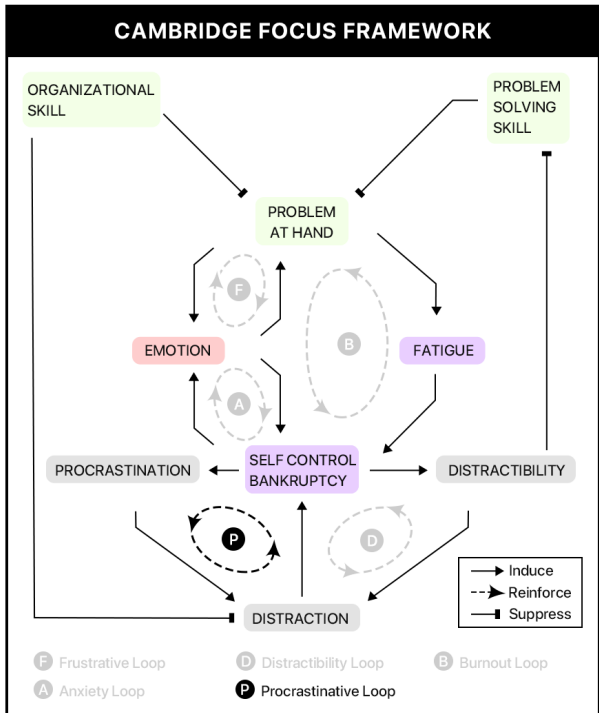 CAMBRIDGE FOCUS FRAMEWORK
ORGANIZATIONAL
SKILL
PROBLEM
SOLVING
SKILL
PROBLEM
AT HAND
F
B
EMOTION
FATIGUE
A
PROCRASTINATION
SELF CONTROL
BANKRUPTCY
DISTRACTIBILITY
P
D
DISTRACTION
Induce
Reinforce
Suppress
F Frustrative Loop
D Distractibility Loop
B Burnout Loop
A Anxiety Loop
P Procrastinative Loop